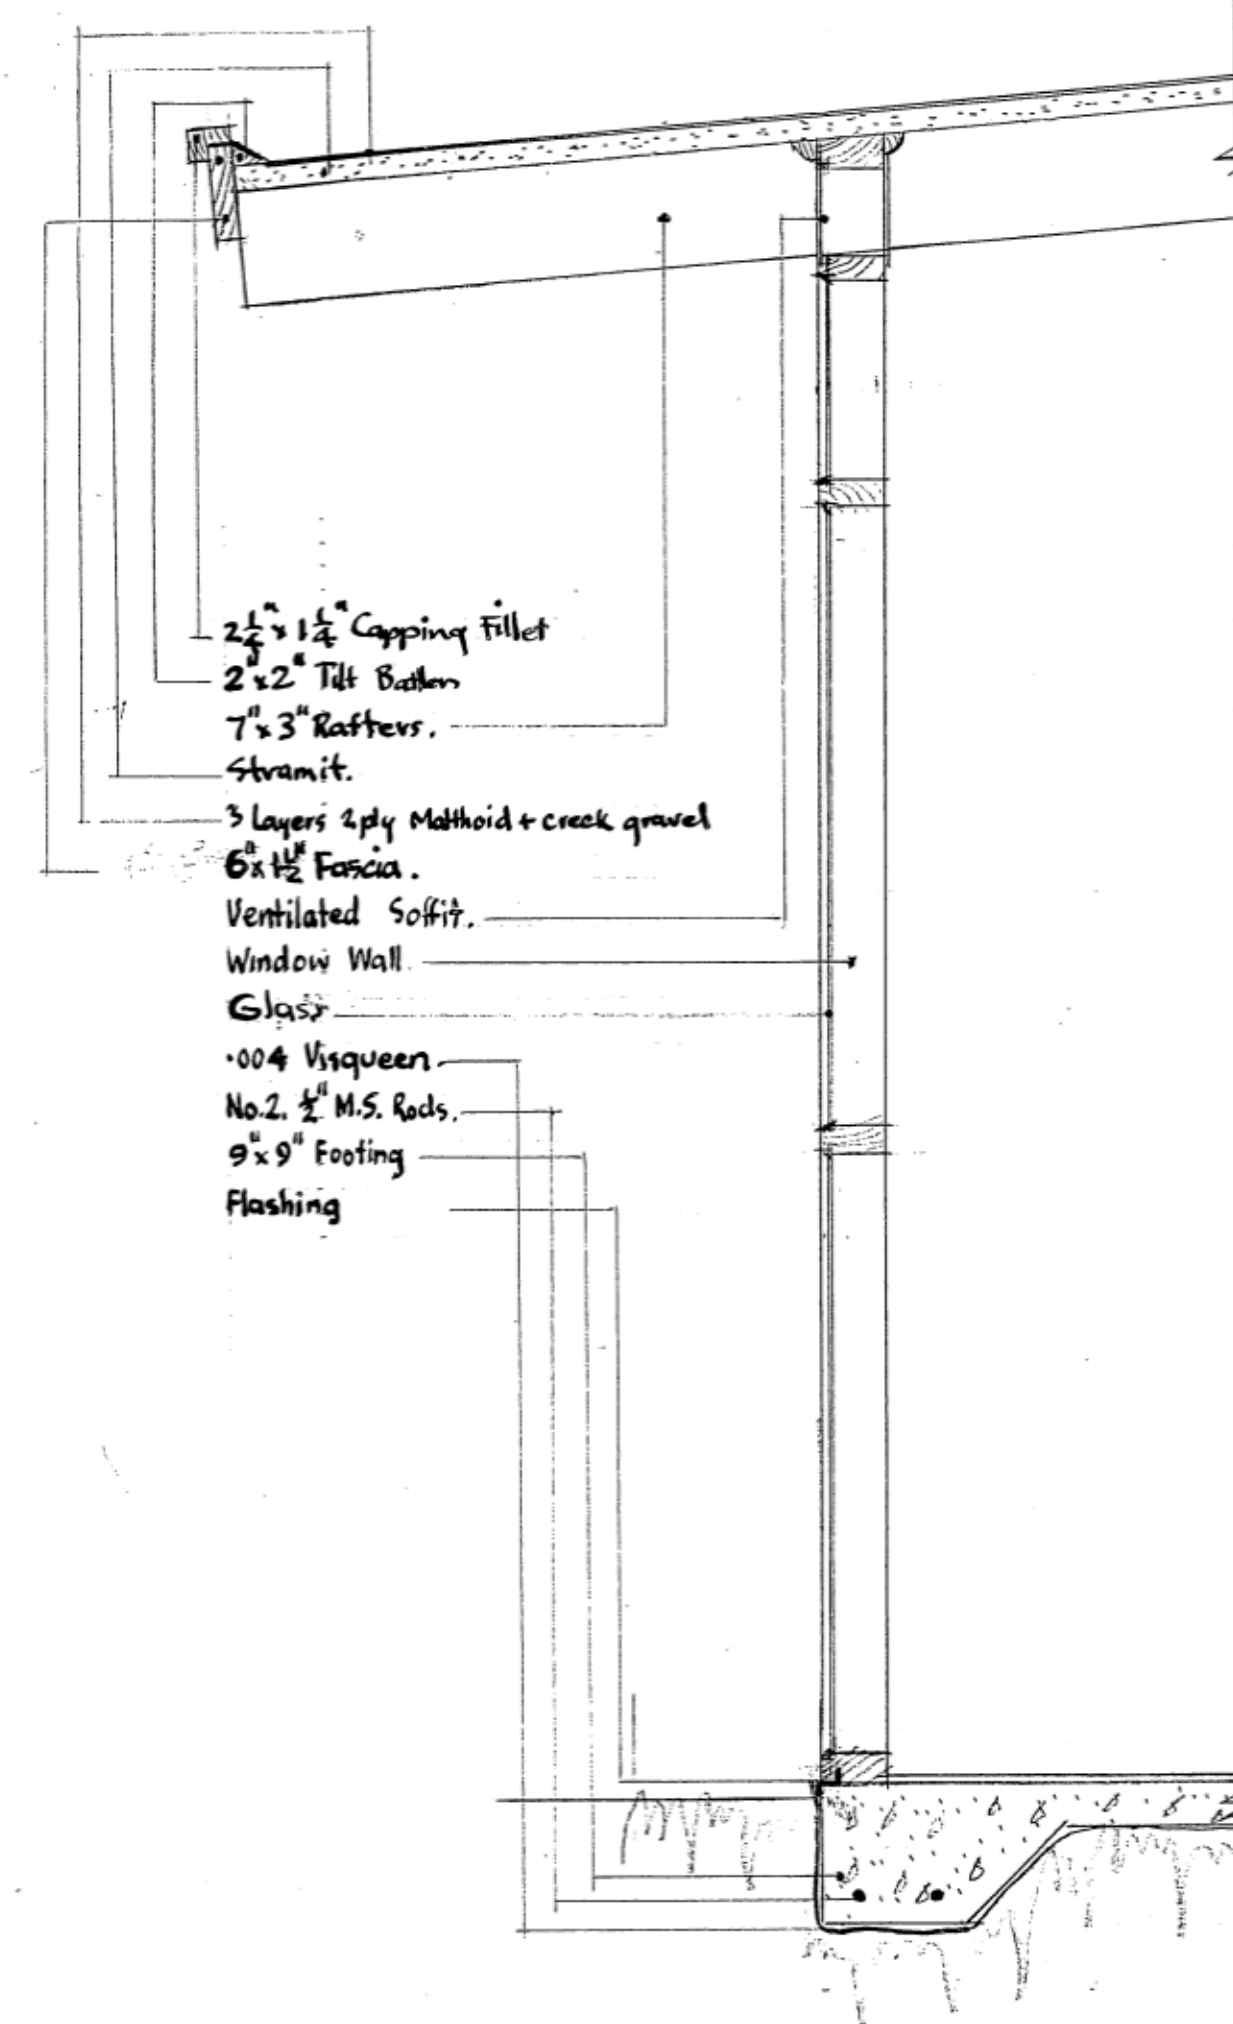 2¼" x 1¼" Capping Fillet
2" x 2" Tilt Batten
7" x 3" Rafters.
Stramit.
3 Layers 2 ply Malthoid + creek gravel
6" x 1½" Fascia.
Ventilated Soffit.
Window Wall.
Glass
.004 Visqueen
No.2. ½" M.S. Rods.
9" x 9" Footing
Flashing